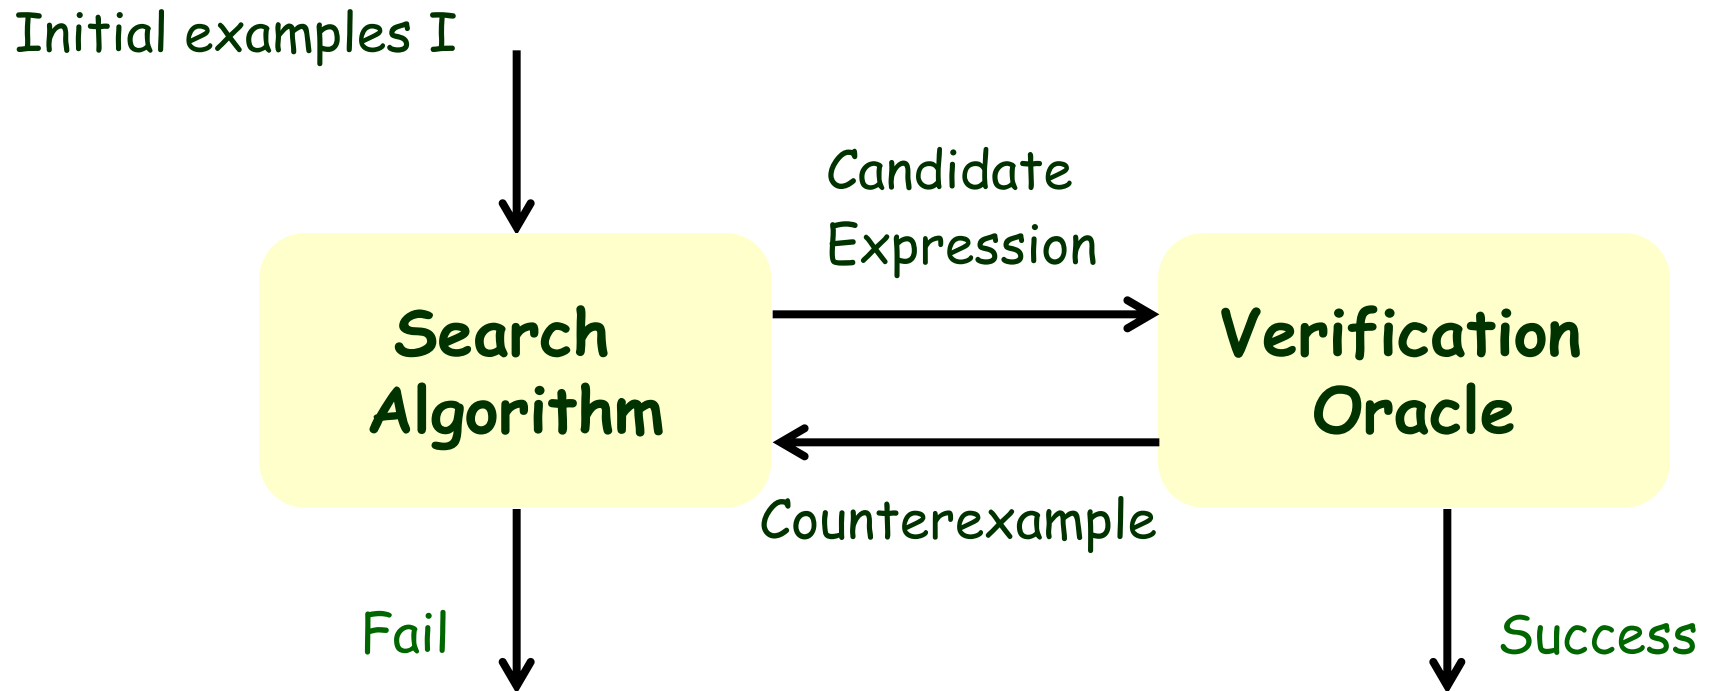 Initial examples I
Candidate
Expression
Search
Algorithm
Verification
Oracle
Counterexample
Fail
Success